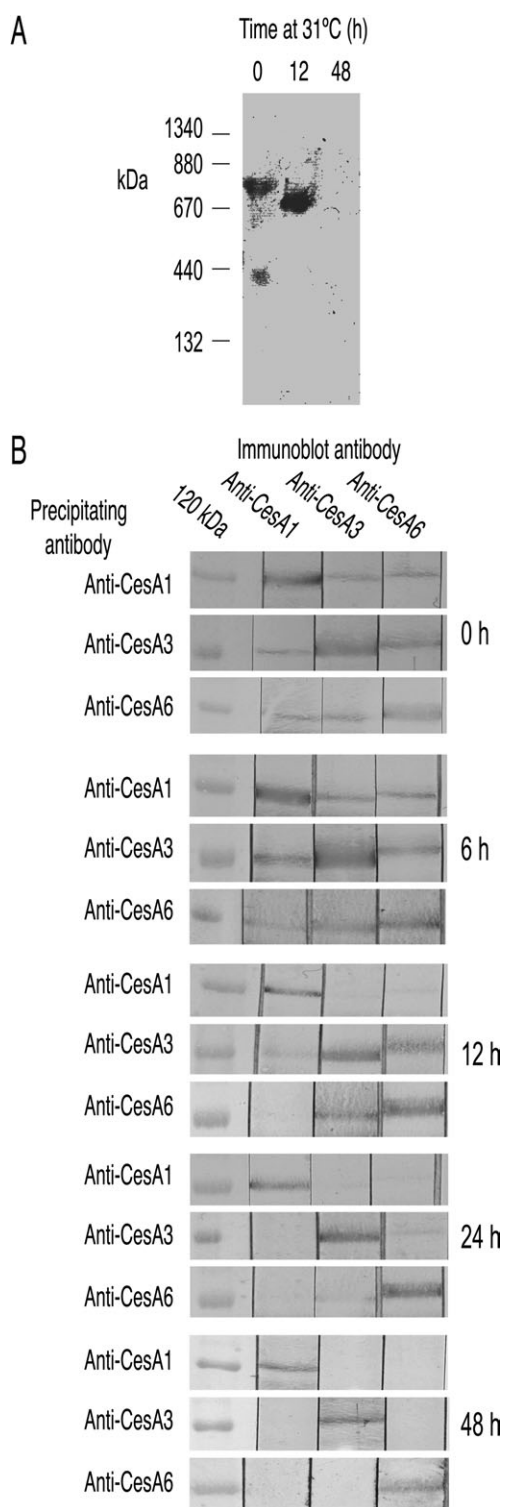 A
Time at 31ºC (h)
0 12 48
1340
880
kDa
670
440
132
B
Immunoblot antibody
Precipitating
antibody
120 kDa
Anti-CesA1
Anti-CesA3
Anti-CesA6
Anti-CesA1
Anti-CesA3
0 h
Anti-CesA6
Anti-CesA1
Anti-CesA3
6 h
Anti-CesA6
Anti-CesA1
Anti-CesA3
12 h
Anti-CesA6
Anti-CesA1
Anti-CesA3
24 h
Anti-CesA6
Anti-CesA1
Anti-CesA3
48 h
Anti-CesA6